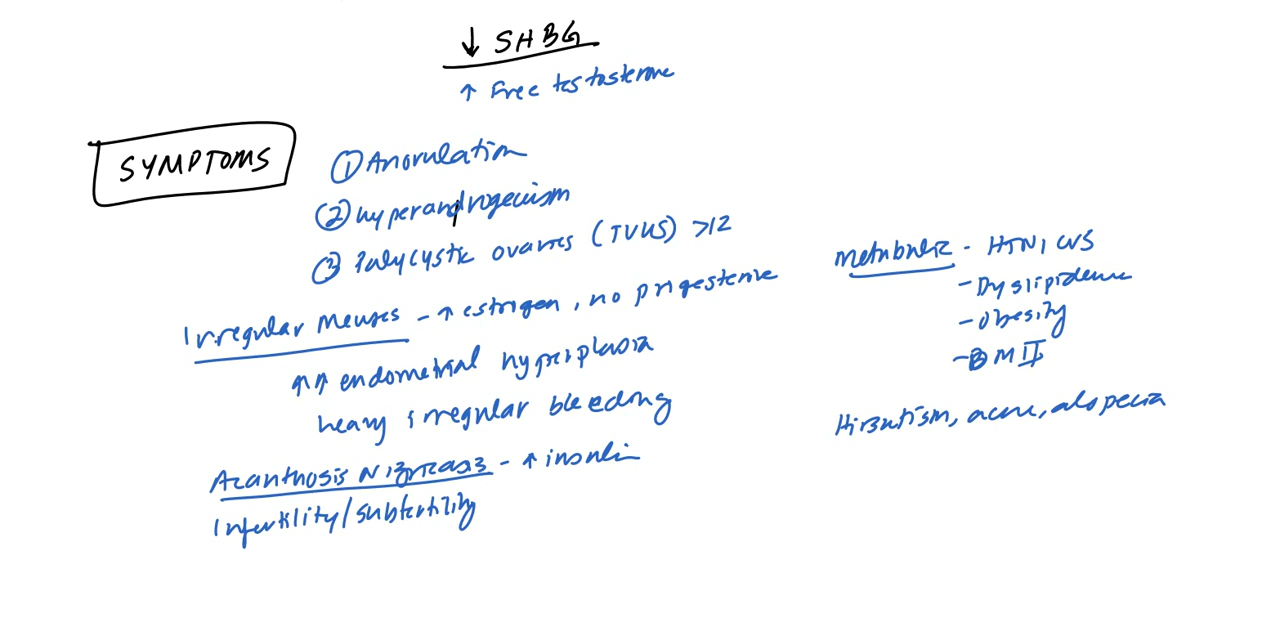 ↓ SHBG
↑ Free testosterone
SYMPTOMS
① Anovulation
② hyperandrogenism
③ Polycystic ovaries (TVUS) >12
Irregular Menses - ↑ estrogen, no progesterone
↑↑ endometrial hyperplasia
heavy irregular bleeding
Acanthosis Nigricans - ↑ insulin
Infertility/subfertility
Metabolic - HTN, CVS
- Dyslipidemia
- Obesity
- DM II
Hirsutism, acne, alopecia